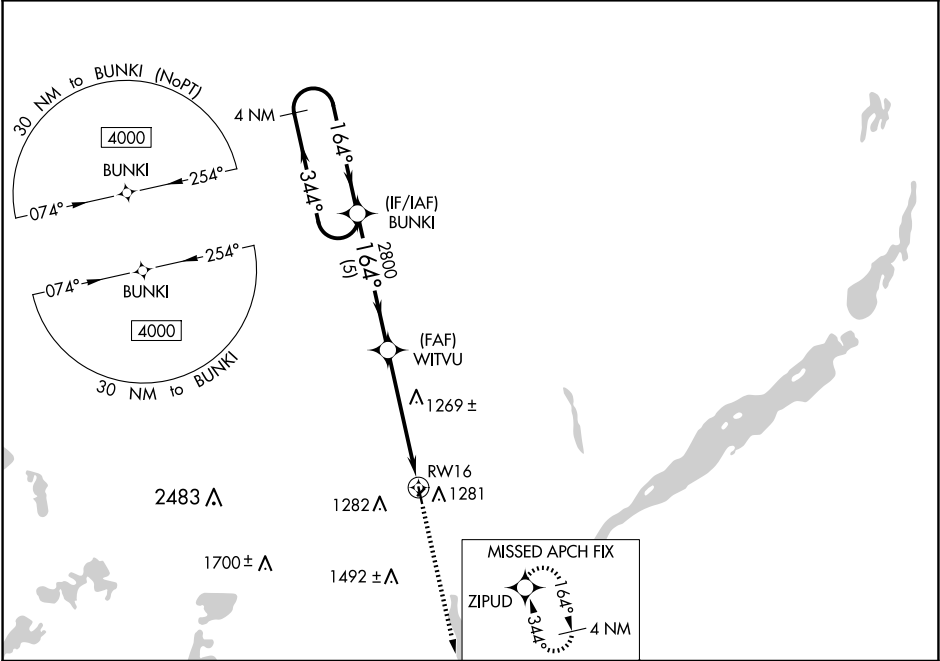 30 NM to BUNKI (NoPT)
4000
BUNKI
074°
254°
254°
074°
BUNKI
4000
30 NM to BUNKI
4 NM
164°
344°
(IF/IAF)
BUNKI
2800
164°
(5)
(FAF)
WITVU
1269 ±
RW16
1281
2483
1282
1700 ±
1492 ±
MISSED APCH FIX
ZIPUD
164°
344°
4 NM